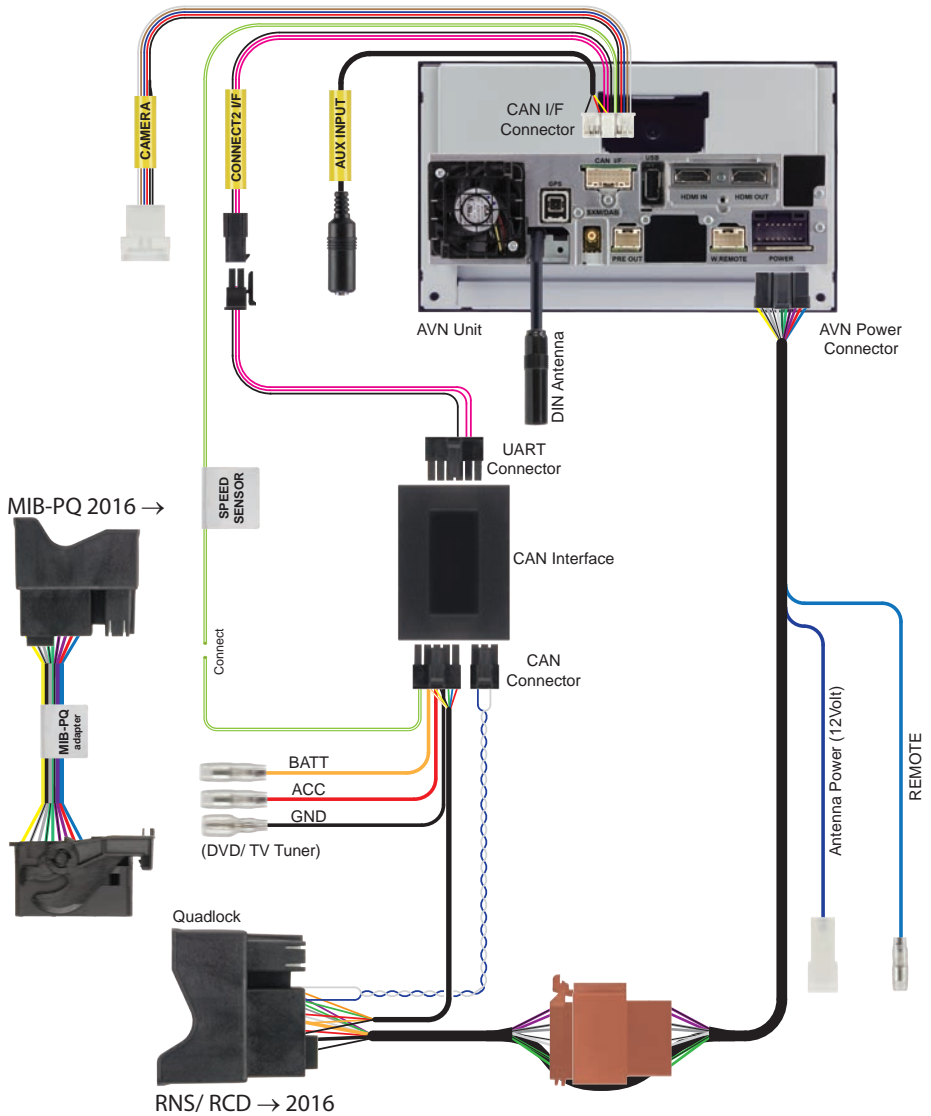 CAMERA
CONNECT2 I/F
AUX INPUT
CAN I/F
Connector
CAN I/F
USB
GPS
HDMI IN
HDMI OUT
SXM/DAB
PRE OUT
W.REMOTE
POWER
AVN Unit
DIN Antenna
AVN Power
Connector
UART
Connector
SPEED
SENSOR
MIB-PQ 2016 →
CAN Interface
Connect
CAN
Connector
MIB-PQ
adapter
BATT
ACC
GND
(DVD/ TV Tuner)
Antenna Power (12Volt)
REMOTE
Quadlock
RNS/ RCD → 2016